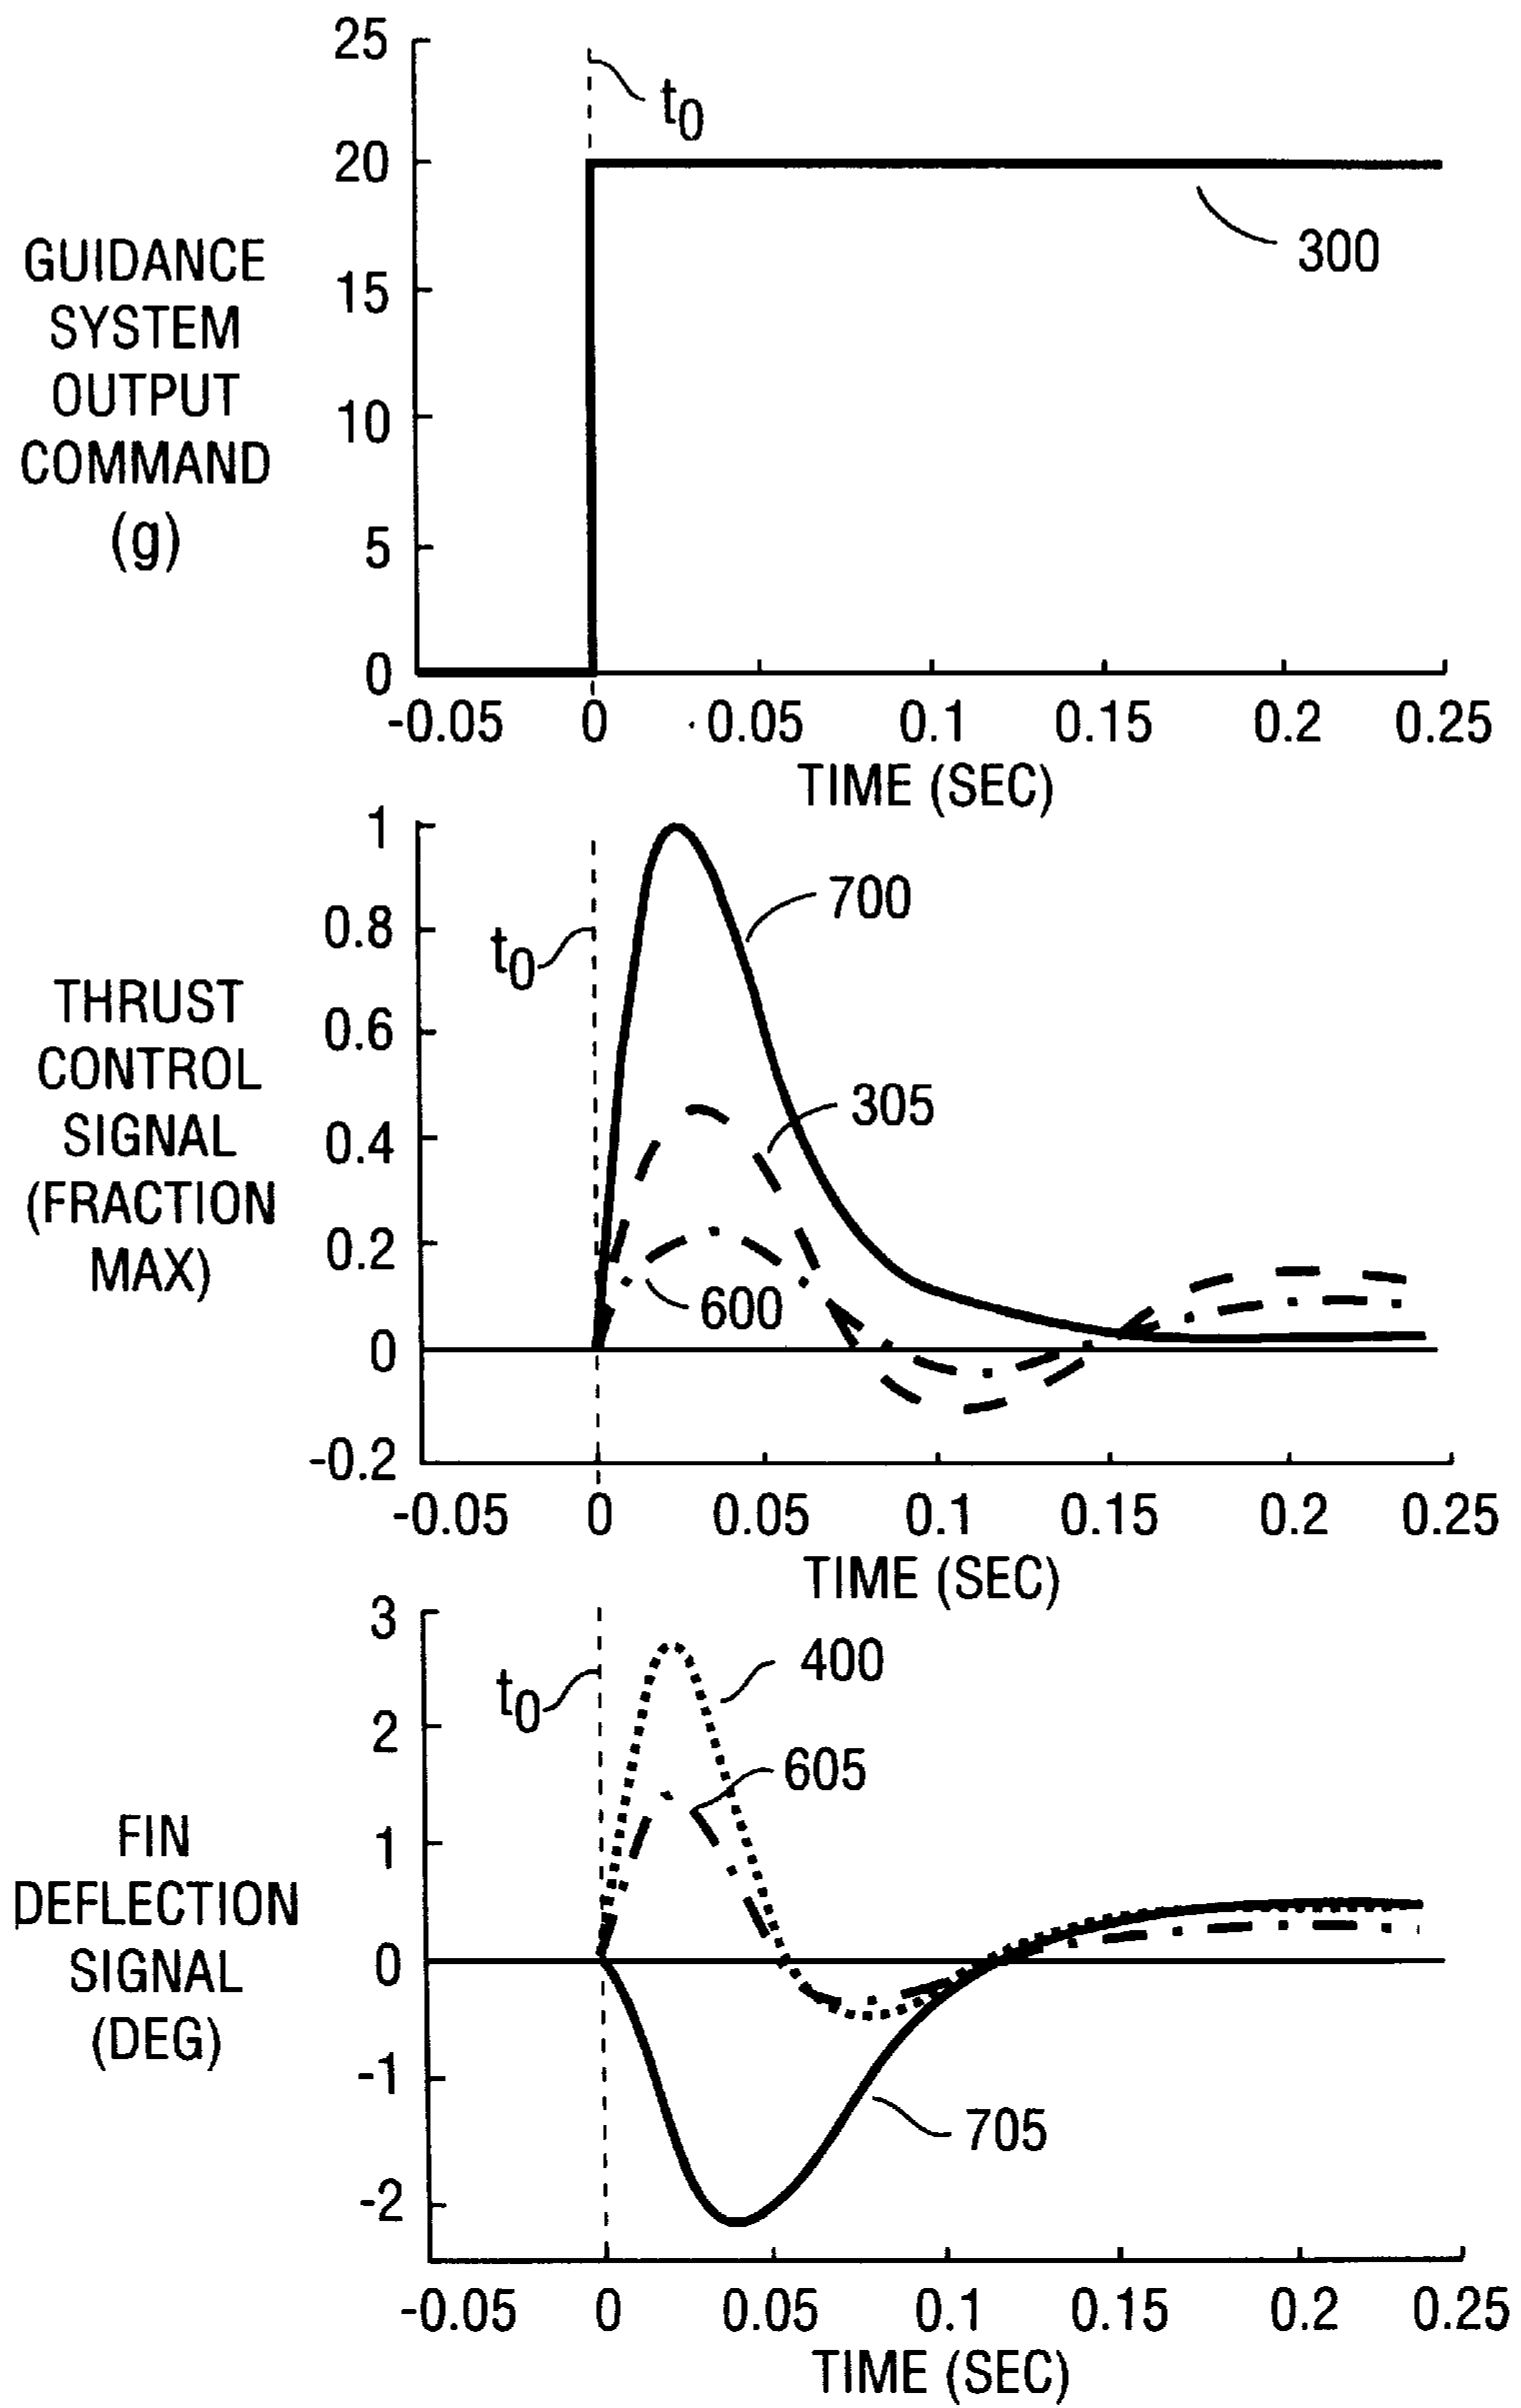 25
20
15
10
5
0
t0
300
GUIDANCE
SYSTEM
OUTPUT
COMMAND
(g)
-0.05 0 0.05 0.1 0.15 0.2 0.25
TIME (SEC)
1
0.8
0.6
0.4
0.2
0
-0.2
t0
700
305
600
THRUST
CONTROL
SIGNAL
(FRACTION
MAX)
-0.05 0 0.05 0.1 0.15 0.2 0.25
TIME (SEC)
3
2
1
0
-1
-2
t0
400
605
705
FIN
DEFLECTION
SIGNAL
(DEG)
-0.05 0 0.05 0.1 0.15 0.2 0.25
TIME (SEC)